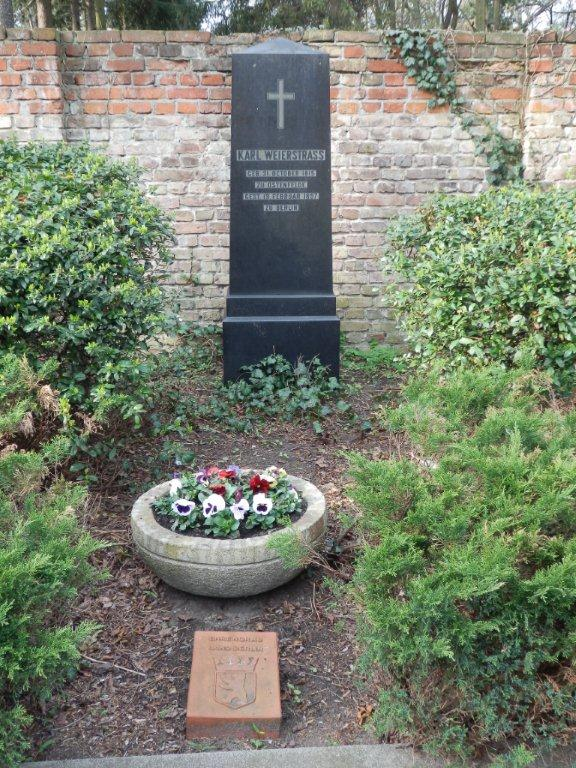 KARL WEIERSTRASS
GEB. 31. OCTOBER 1815
ZU OSTENFELDE
GEST. 19. FEBRUAR 1897
ZU BERLIN
EHRENGRAB
LAND BERLIN